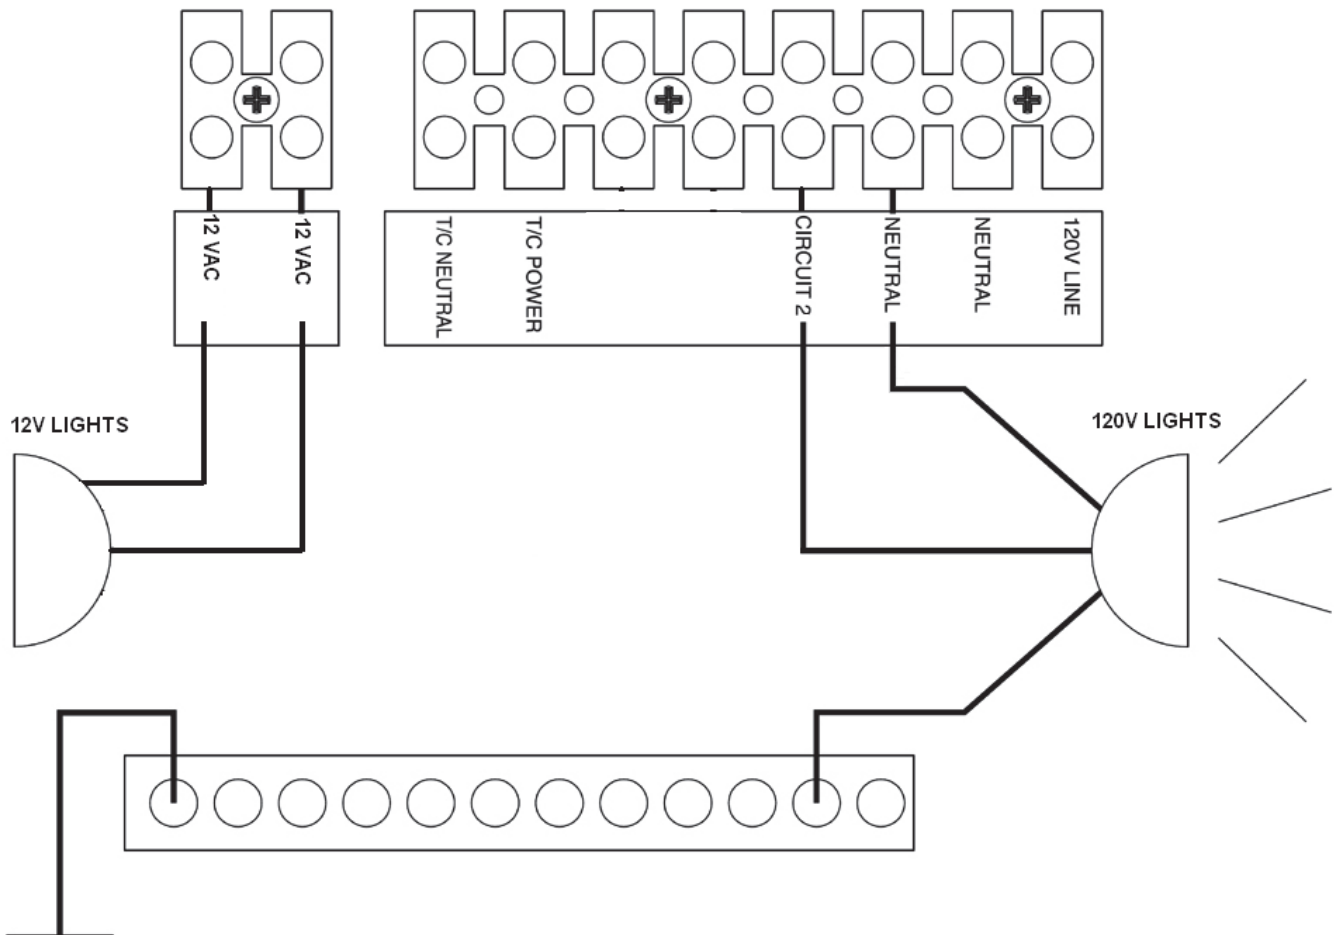 12 VAC
12 VAC
T/C NEUTRAL
T/C POWER
CIRCUIT 2
NEUTRAL
NEUTRAL
120V LINE
12V LIGHTS
120V LIGHTS